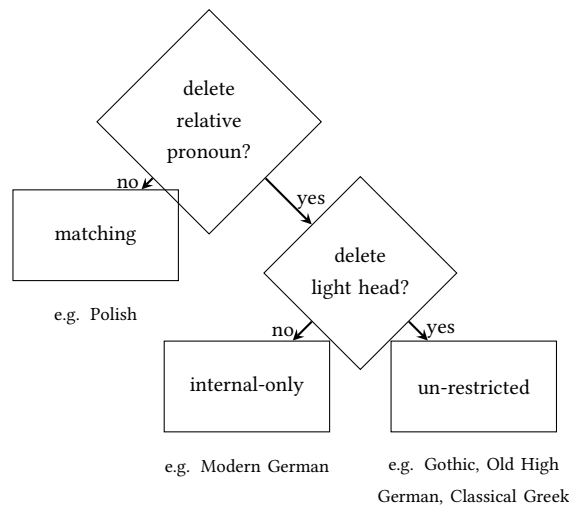 delete
relative
pronoun?
no
yes
matching
e.g. Polish
delete
light head?
no
yes
internal-only
un-restricted
e.g. Modern German
e.g. Gothic, Old High
German, Classical Greek